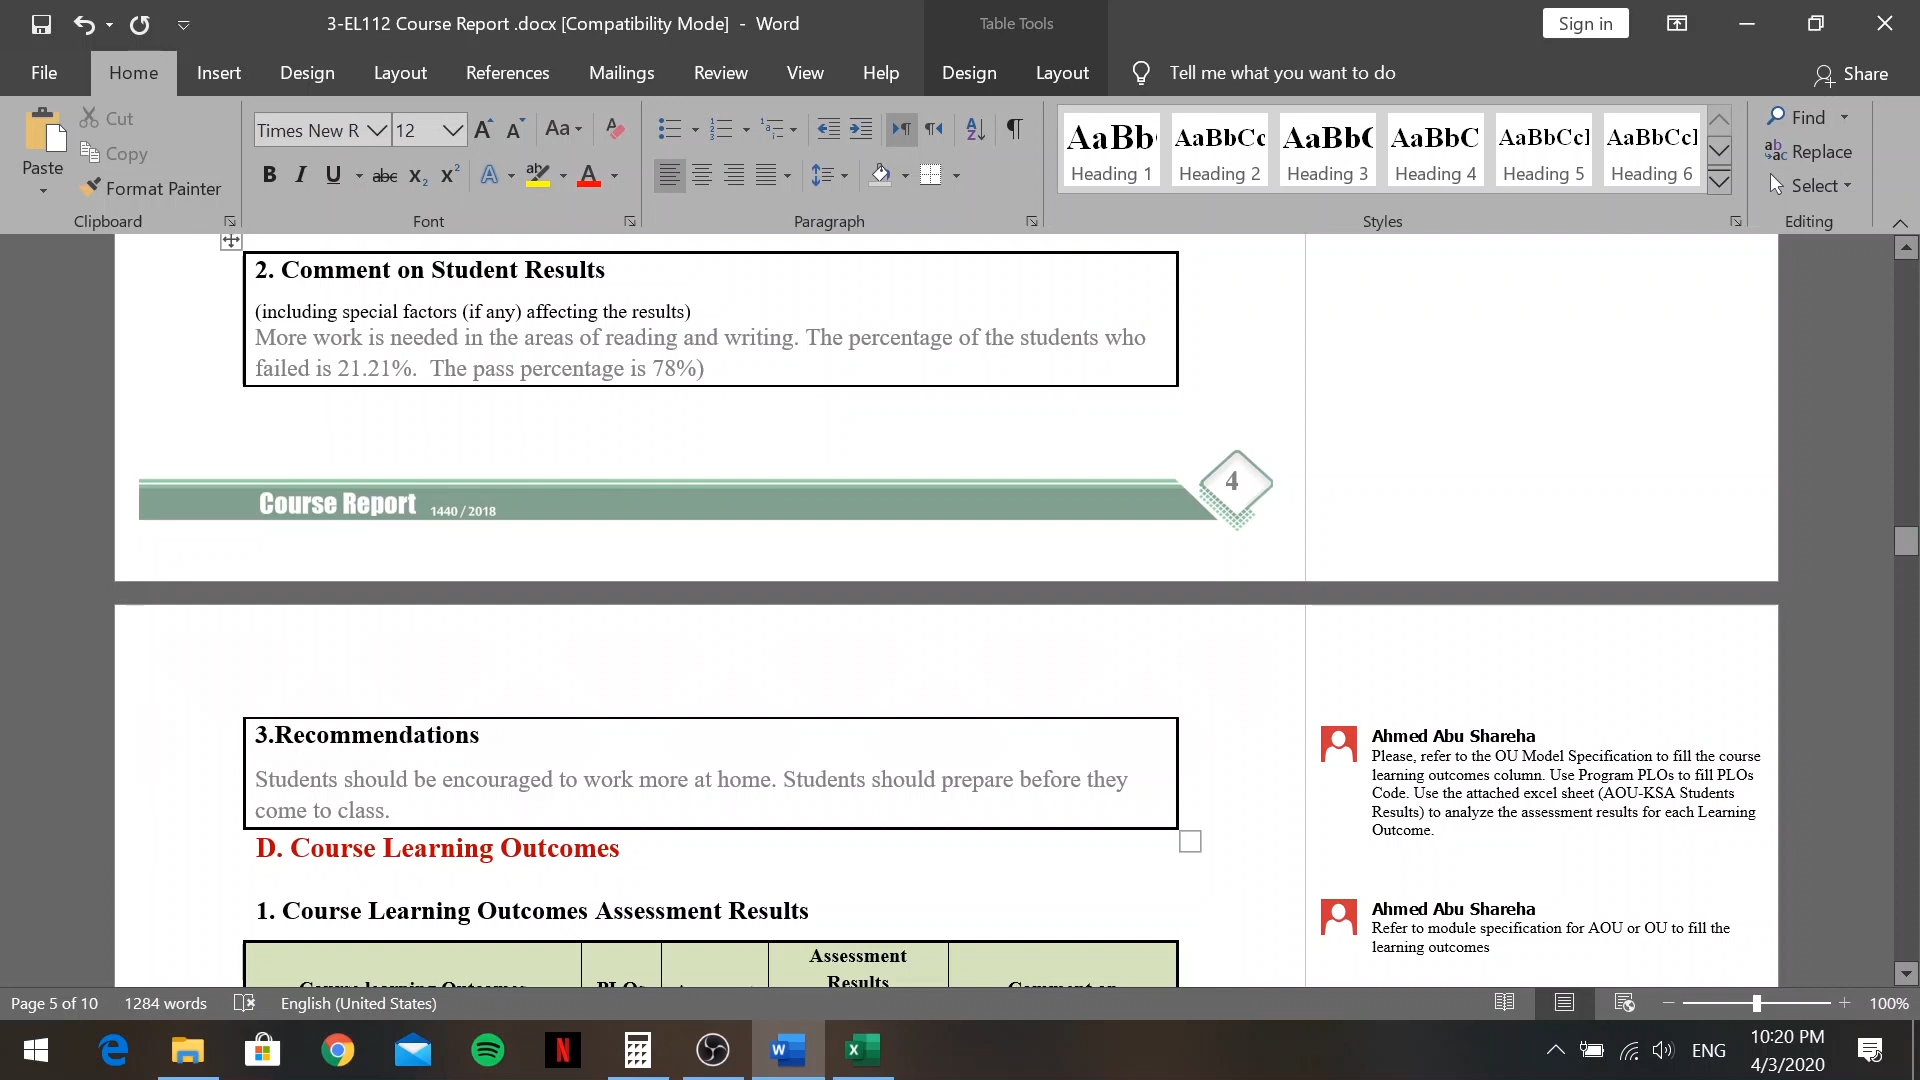 3-EL112 Course Report .docx [Compatibility Mode] - Word
Table Tools
Sign in
File Home Insert Design Layout References Mailings Review View Help Design Layout Tell me what you want to do Share
Paste
Cut
Copy
Format Painter
Clipboard
Times New R 12
Font
Paragraph
AaBb AaBbCc AaBbC AaBbC AaBbCcI AaBbCcI
Heading 1 Heading 2 Heading 3 Heading 4 Heading 5 Heading 6
Styles
Find
Replace
Select
Editing
2. Comment on Student Results
(including special factors (if any) affecting the results)
More work is needed in the areas of reading and writing. The percentage of the students who
failed is 21.21%.  The pass percentage is 78%)
4
Course Report 1440 / 2018
3.Recommendations
Students should be encouraged to work more at home. Students should prepare before they
come to class.
D. Course Learning Outcomes
1. Course Learning Outcomes Assessment Results
Assessment
Results
Ahmed Abu Shareha
Please, refer to the OU Model Specification to fill the course
learning outcomes column. Use Program PLOs to fill PLOs
Code. Use the attached excel sheet (AOU-KSA Students
Results) to analyze the assessment results for each Learning
Outcome.
Ahmed Abu Shareha
Refer to module specification for AOU or OU to fill the
learning outcomes
Page 5 of 10 1284 words English (United States) 100%
ENG
10:20 PM
4/3/2020